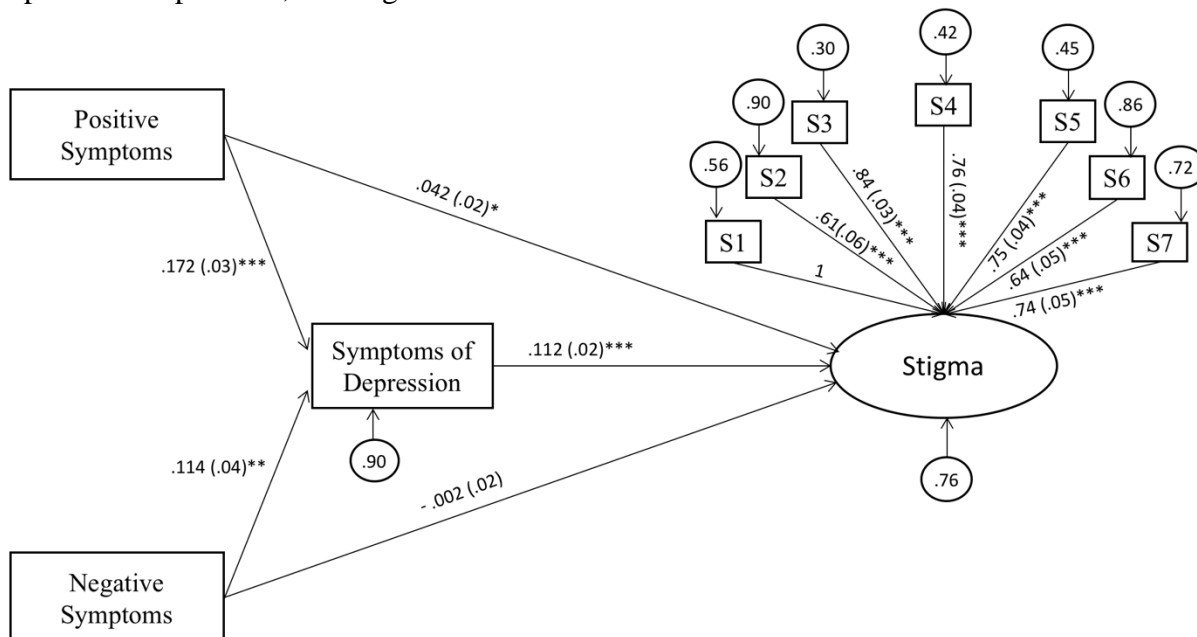 .30
.42
.45
.90
.86
.56
.72
S3
S4
S5
S2
S6
S1
S7
Positive
Symptoms
.042 (.02)*
.172 (.03)***
1
.61(.06)***
.84 (.03)***
.76 (.04)***
.75 (.04)***
.64 (.05)***
.74 (.05)***
Symptoms of
Depression
.112 (.02)***
Stigma
.90
.76
.114 (.04)**
- .002 (.02)
Negative
Symptoms